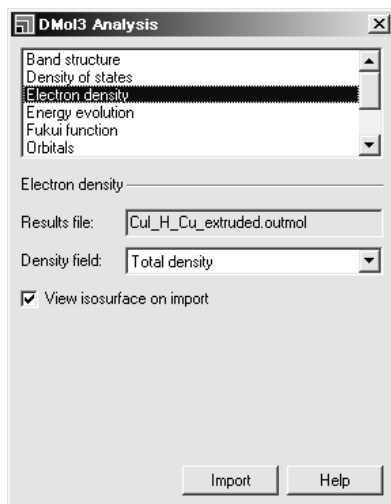 DMol3 Analysis
Band structure
Density of states
Electron density
Energy evolution
Fukui function
Orbitals
Electron density
Results file: CuI_H_Cu_extruded.outmol
Density field: Total density
View isosurface on import
Import Help